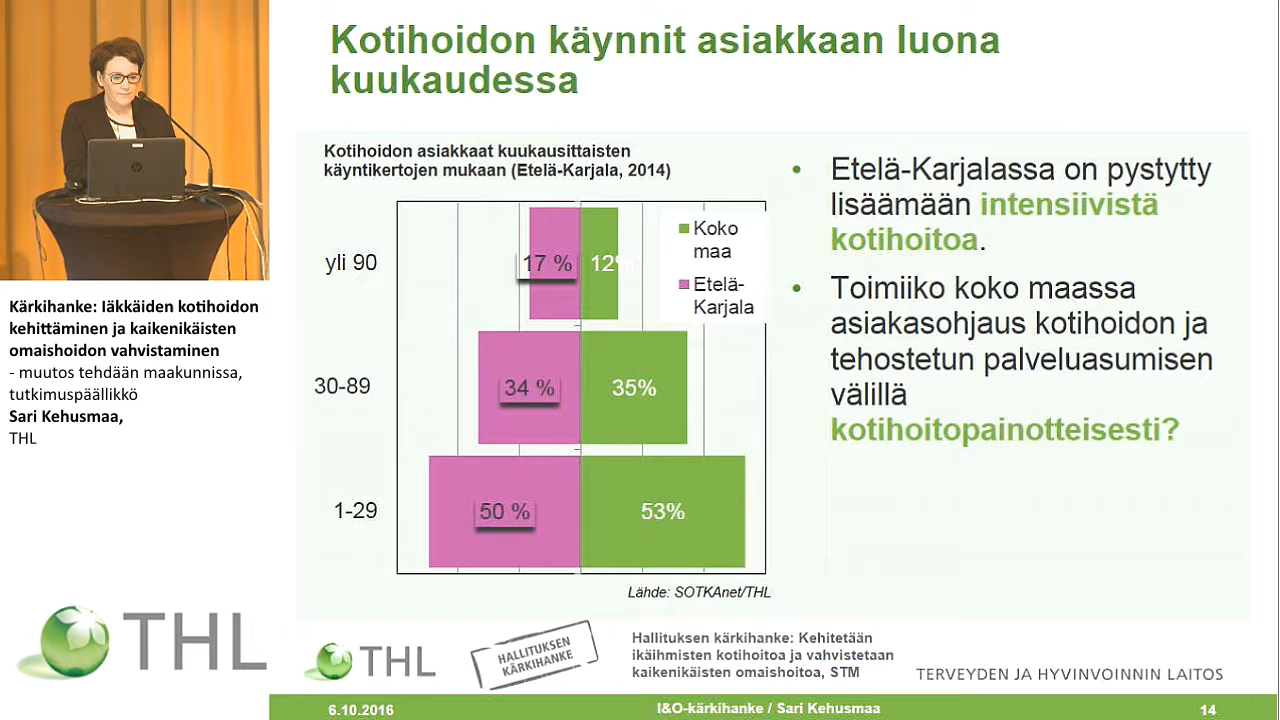 Kotihoidon käynnit asiakkaan luona
kuukaudessa
Kotihoidon asiakkaat kuukausittaisten
käyntikertojen mukaan (Etelä-Karjala, 2014)
yli 90
17 %
12%
Koko
maa
Etelä-
Karjala
30-89
34 %
35%
1-29
50 %
53%
Lähde: SOTKAnet/THL
• Etelä-Karjalassa on pystytty
lisäämään intensiivistä
kotihoitoa.
• Toimiiko koko maassa
asiakasohjaus kotihoidon ja
tehostetun palveluasumisen
välillä
kotihoitopainotteisesti?
Kärkihanke: Iäkkäiden kotihoidon
kehittäminen ja kaikenikäisten
omaishoidon vahvistaminen
- muutos tehdään maakunnissa,
tutkimuspäällikkö
Sari Kehusmaa,
THL
THL
THL
HALLITUKSEN
KÄRKIHANKE
Hallituksen kärkihanke: Kehitetään
ikäihmisten kotihoitoa ja vahvistetaan
kaikenikäisten omaishoitoa, STM
TERVEYDEN JA HYVINVOINNIN LAITOS
6.10.2016
I&O-kärkihanke / Sari Kehusmaa
14